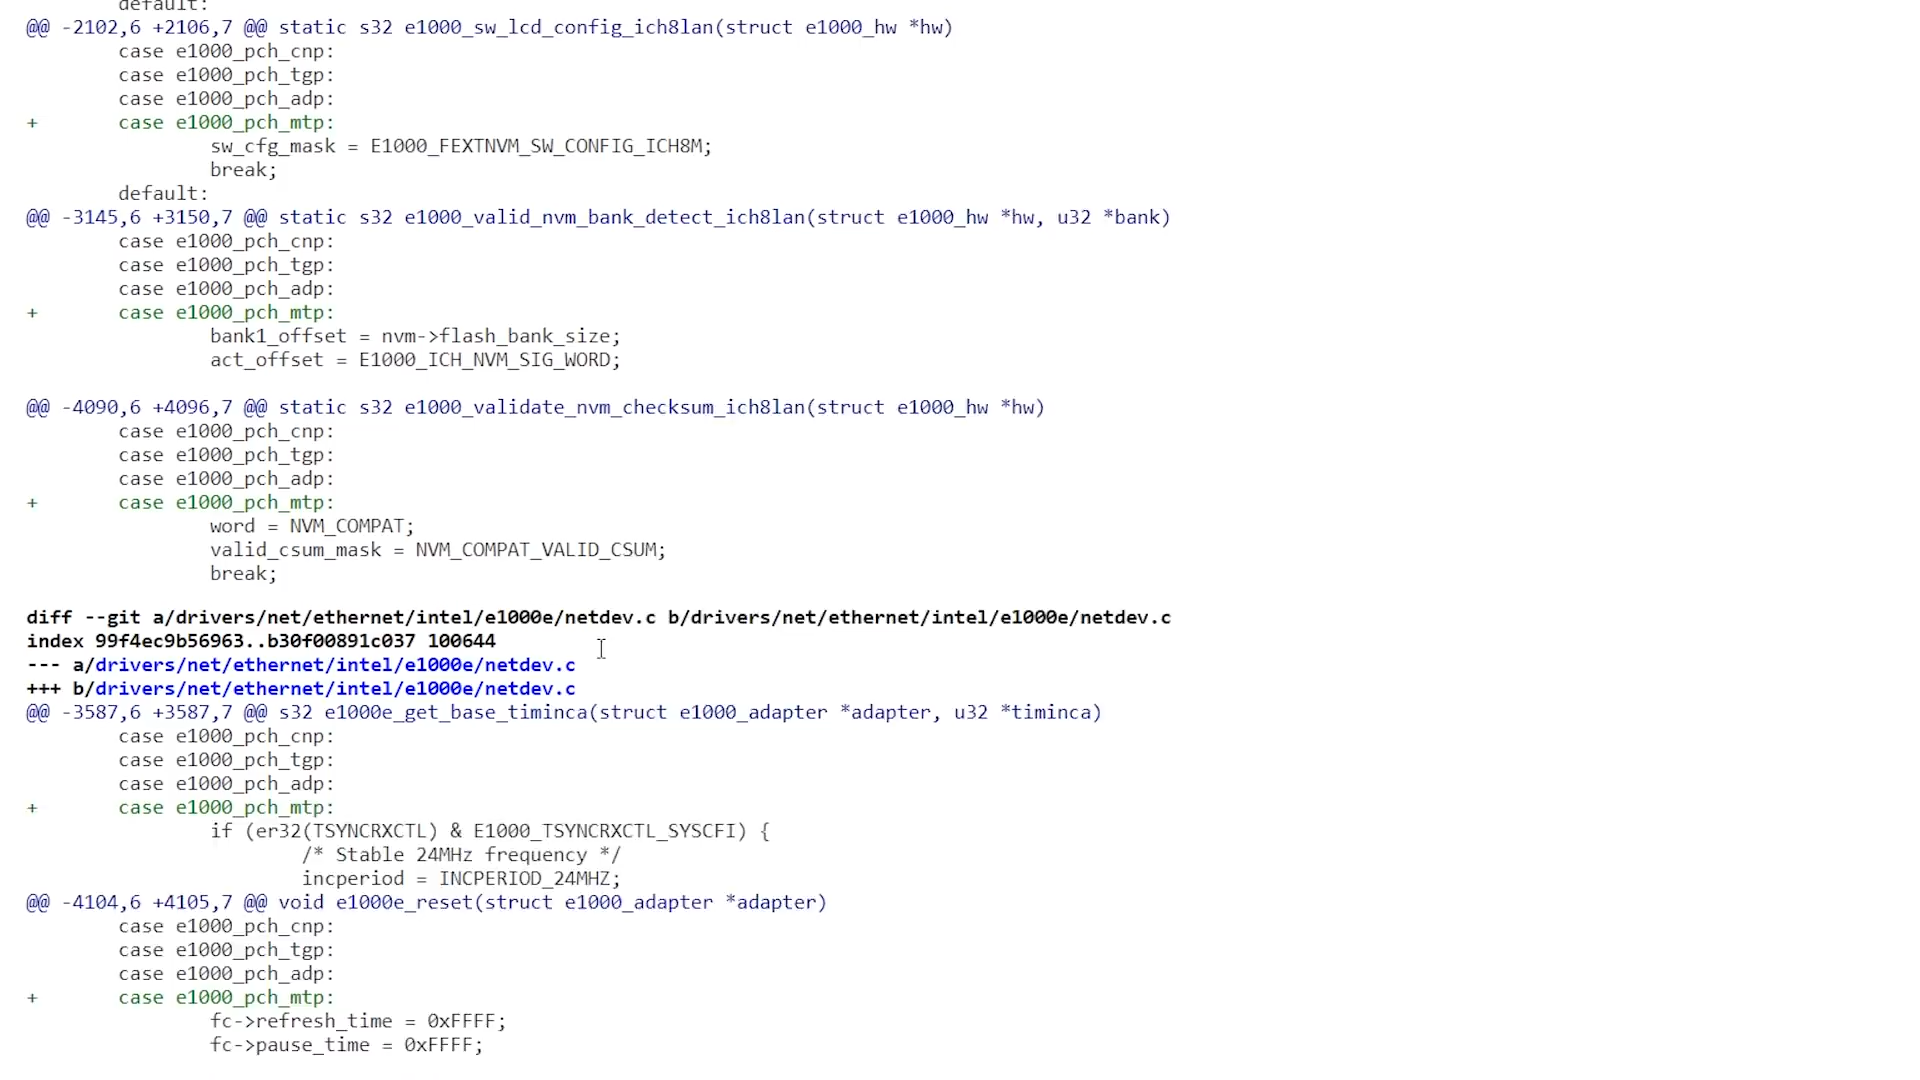 default:
@@ -2102,6 +2106,7 @@ static s32 e1000_sw_lcd_config_ich8lan(struct e1000_hw *hw)
case e1000_pch_cnp:
case e1000_pch_tgp:
case e1000_pch_adp:
+ case e1000_pch_mtp:
sw_cfg_mask = E1000_FEXTNVM_SW_CONFIG_ICH8M;
break;
default:
@@ -3145,6 +3150,7 @@ static s32 e1000_valid_nvm_bank_detect_ich8lan(struct e1000_hw *hw, u32 *bank)
case e1000_pch_cnp:
case e1000_pch_tgp:
case e1000_pch_adp:
+ case e1000_pch_mtp:
bank1_offset = nvm->flash_bank_size;
act_offset = E1000_ICH_NVM_SIG_WORD;
@@ -4090,6 +4096,7 @@ static s32 e1000_validate_nvm_checksum_ich8lan(struct e1000_hw *hw)
case e1000_pch_cnp:
case e1000_pch_tgp:
case e1000_pch_adp:
+ case e1000_pch_mtp:
word = NVM_COMPAT;
valid_csum_mask = NVM_COMPAT_VALID_CSUM;
break;
diff --git a/drivers/net/ethernet/intel/e1000e/netdev.c b/drivers/net/ethernet/intel/e1000e/netdev.c
index 99f4ec9b56963..b30f00891c037 100644
--- a/drivers/net/ethernet/intel/e1000e/netdev.c
+++ b/drivers/net/ethernet/intel/e1000e/netdev.c
@@ -3587,6 +3587,7 @@ s32 e1000e_get_base_timinca(struct e1000_adapter *adapter, u32 *timinca)
case e1000_pch_cnp:
case e1000_pch_tgp:
case e1000_pch_adp:
+ case e1000_pch_mtp:
if (er32(TSYNCRXCTL) & E1000_TSYNCRXCTL_SYSCFI) {
/* Stable 24MHz frequency */
incperiod = INCPERIOD_24MHZ;
@@ -4104,6 +4105,7 @@ void e1000e_reset(struct e1000_adapter *adapter)
case e1000_pch_cnp:
case e1000_pch_tgp:
case e1000_pch_adp:
+ case e1000_pch_mtp:
fc->refresh_time = 0xFFFF;
fc->pause_time = 0xFFFF;